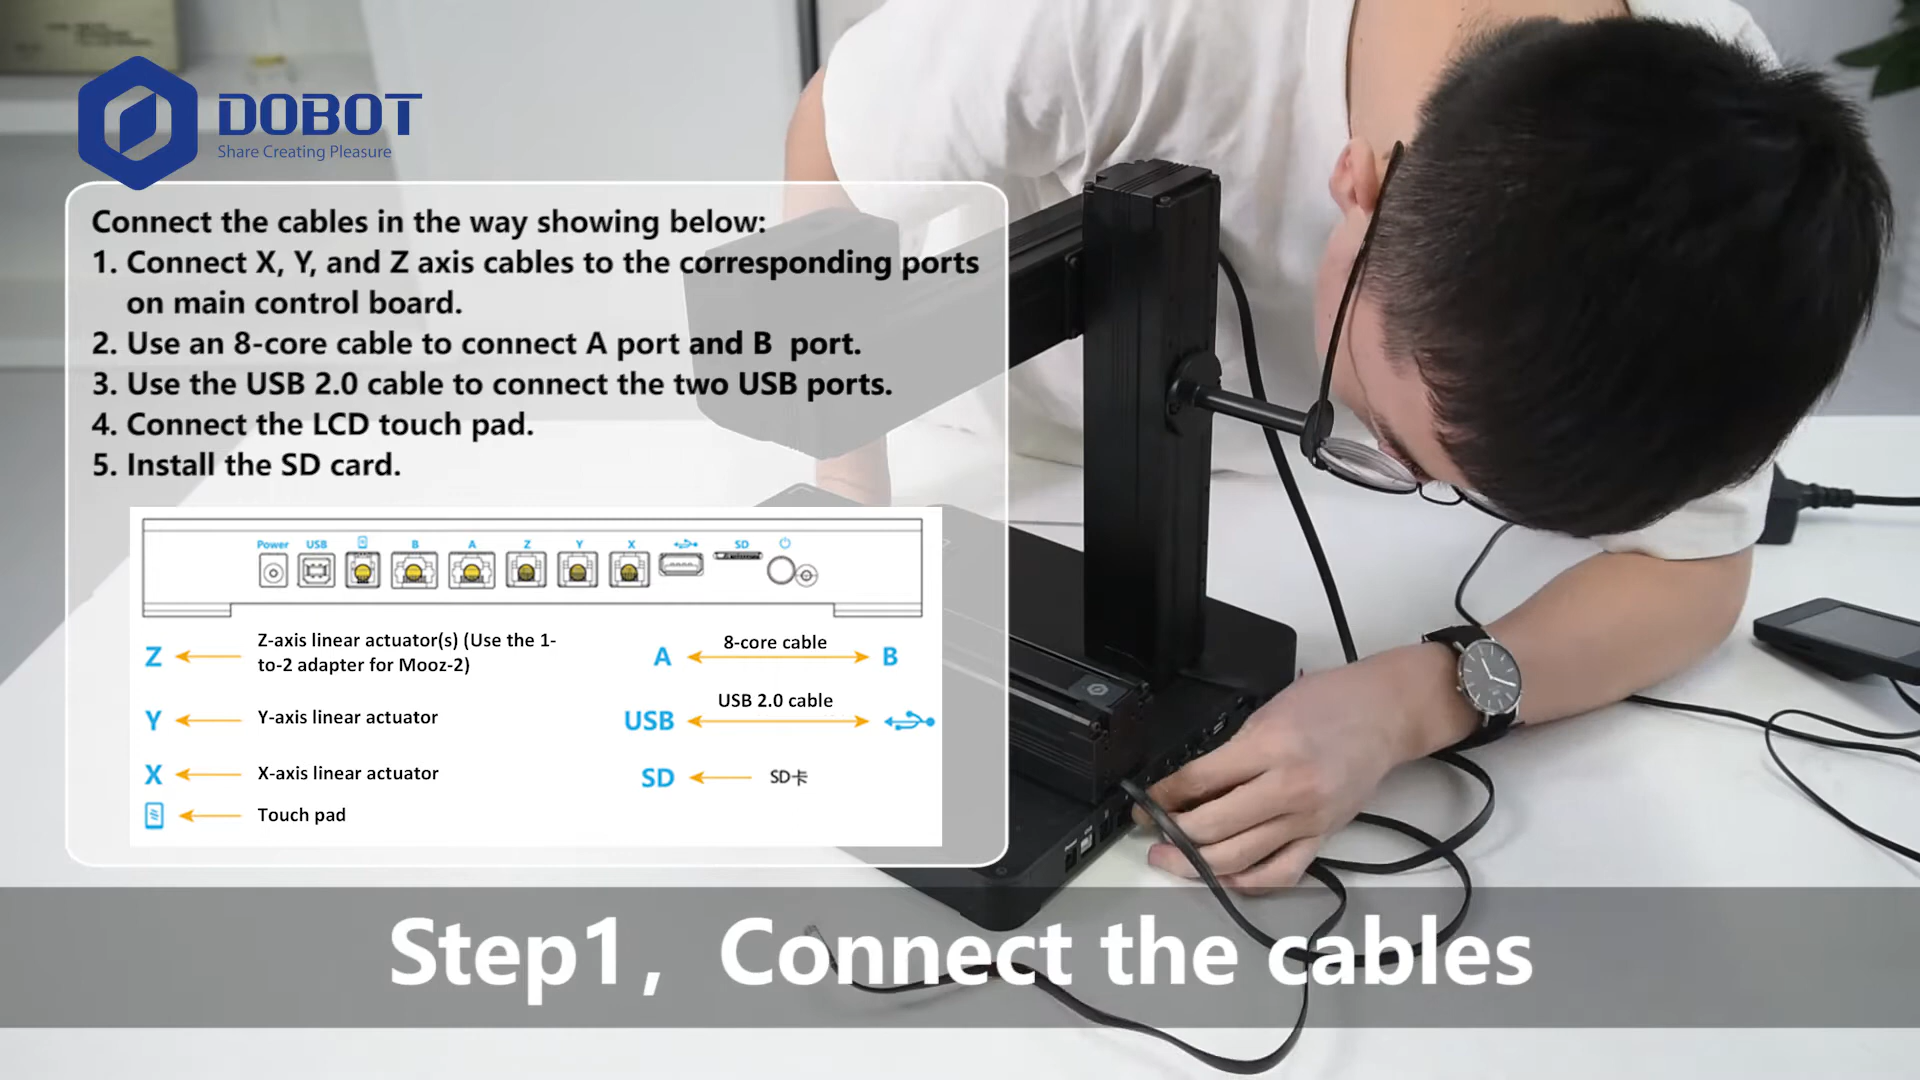 DOBOT
Share Creating Pleasure
Connect the cables in the way showing below:
1. Connect X, Y, and Z axis cables to the corresponding ports
on main control board.
2. Use an 8-core cable to connect A port and B port.
3. Use the USB 2.0 cable to connect the two USB ports.
4. Connect the LCD touch pad.
5. Install the SD card.
Power USB B A Z Y X SD
Z Z-axis linear actuator(s) (Use the 1-
to-2 adapter for Mooz-2)
A 8-core cable B
Y Y-axis linear actuator
USB USB 2.0 cable
X X-axis linear actuator
SD SD卡
Touch pad
Step1，Connect the cables